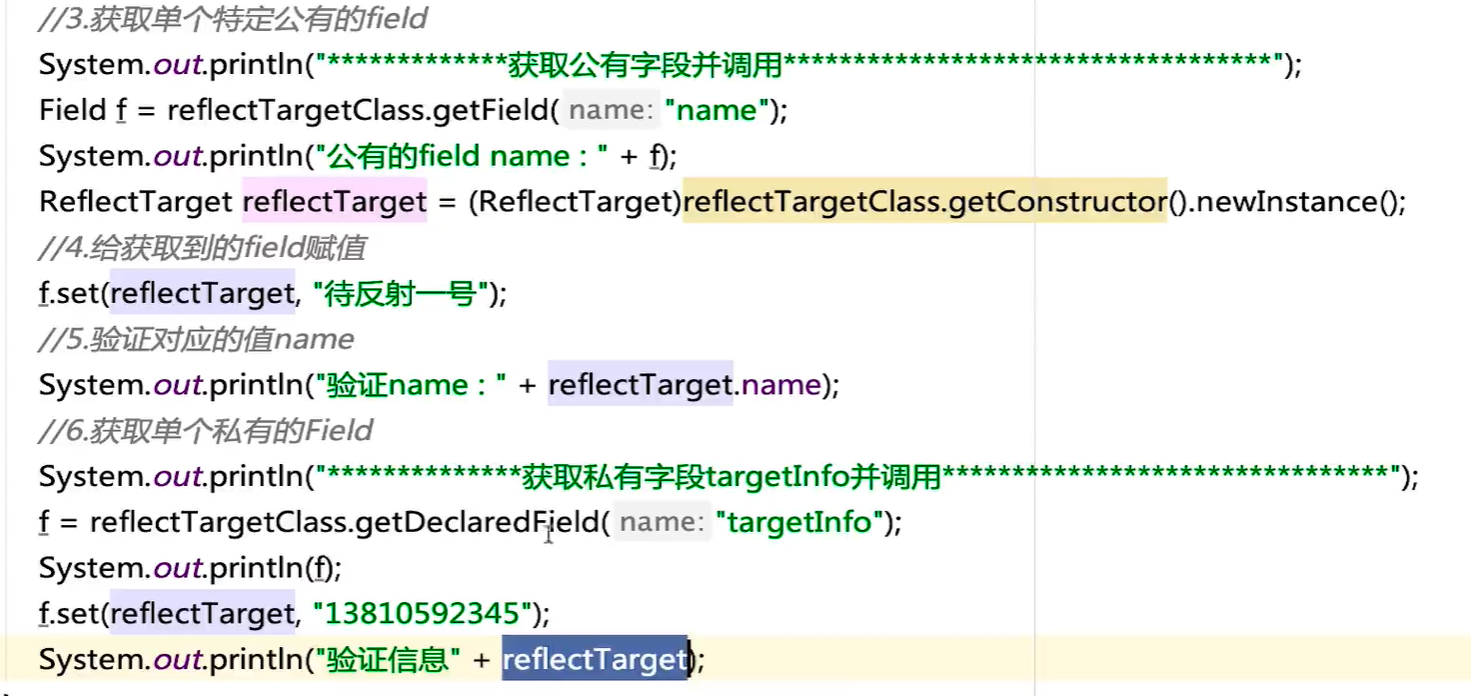 //3.获取单个特定公有的field
System.out.println("*************获取公有字段并调用***********************************");
Field f = reflectTargetClass.getField( name: "name");
System.out.println("公有的field name : " + f);
ReflectTarget reflectTarget = (ReflectTarget)reflectTargetClass.getConstructor().newInstance();
//4.给获取到的field赋值
f.set(reflectTarget, "待反射一号");
//5.验证对应的值name
System.out.println("验证name : " + reflectTarget.name);
//6.获取单个私有的Field
System.out.println("**************获取私有字段targetInfo并调用********************************");
f = reflectTargetClass.getDeclaredField( name: "targetInfo");
System.out.println(f);
f.set(reflectTarget, "13810592345");
System.out.println("验证信息" + reflectTarget);